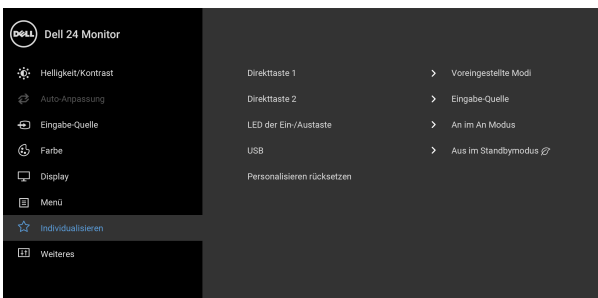 DELL Dell 24 Monitor
Helligkeit/Kontrast Direkttaste 1 Voreingestellte Modi
Auto-Anpassung Direkttaste 2 Eingabe-Quelle
Eingabe-Quelle LED der Ein-/Austaste An im An Modus
Farbe USB Aus im Standbymodus
Display Personalisieren rücksetzen
Menü
Individualisieren
Weiteres